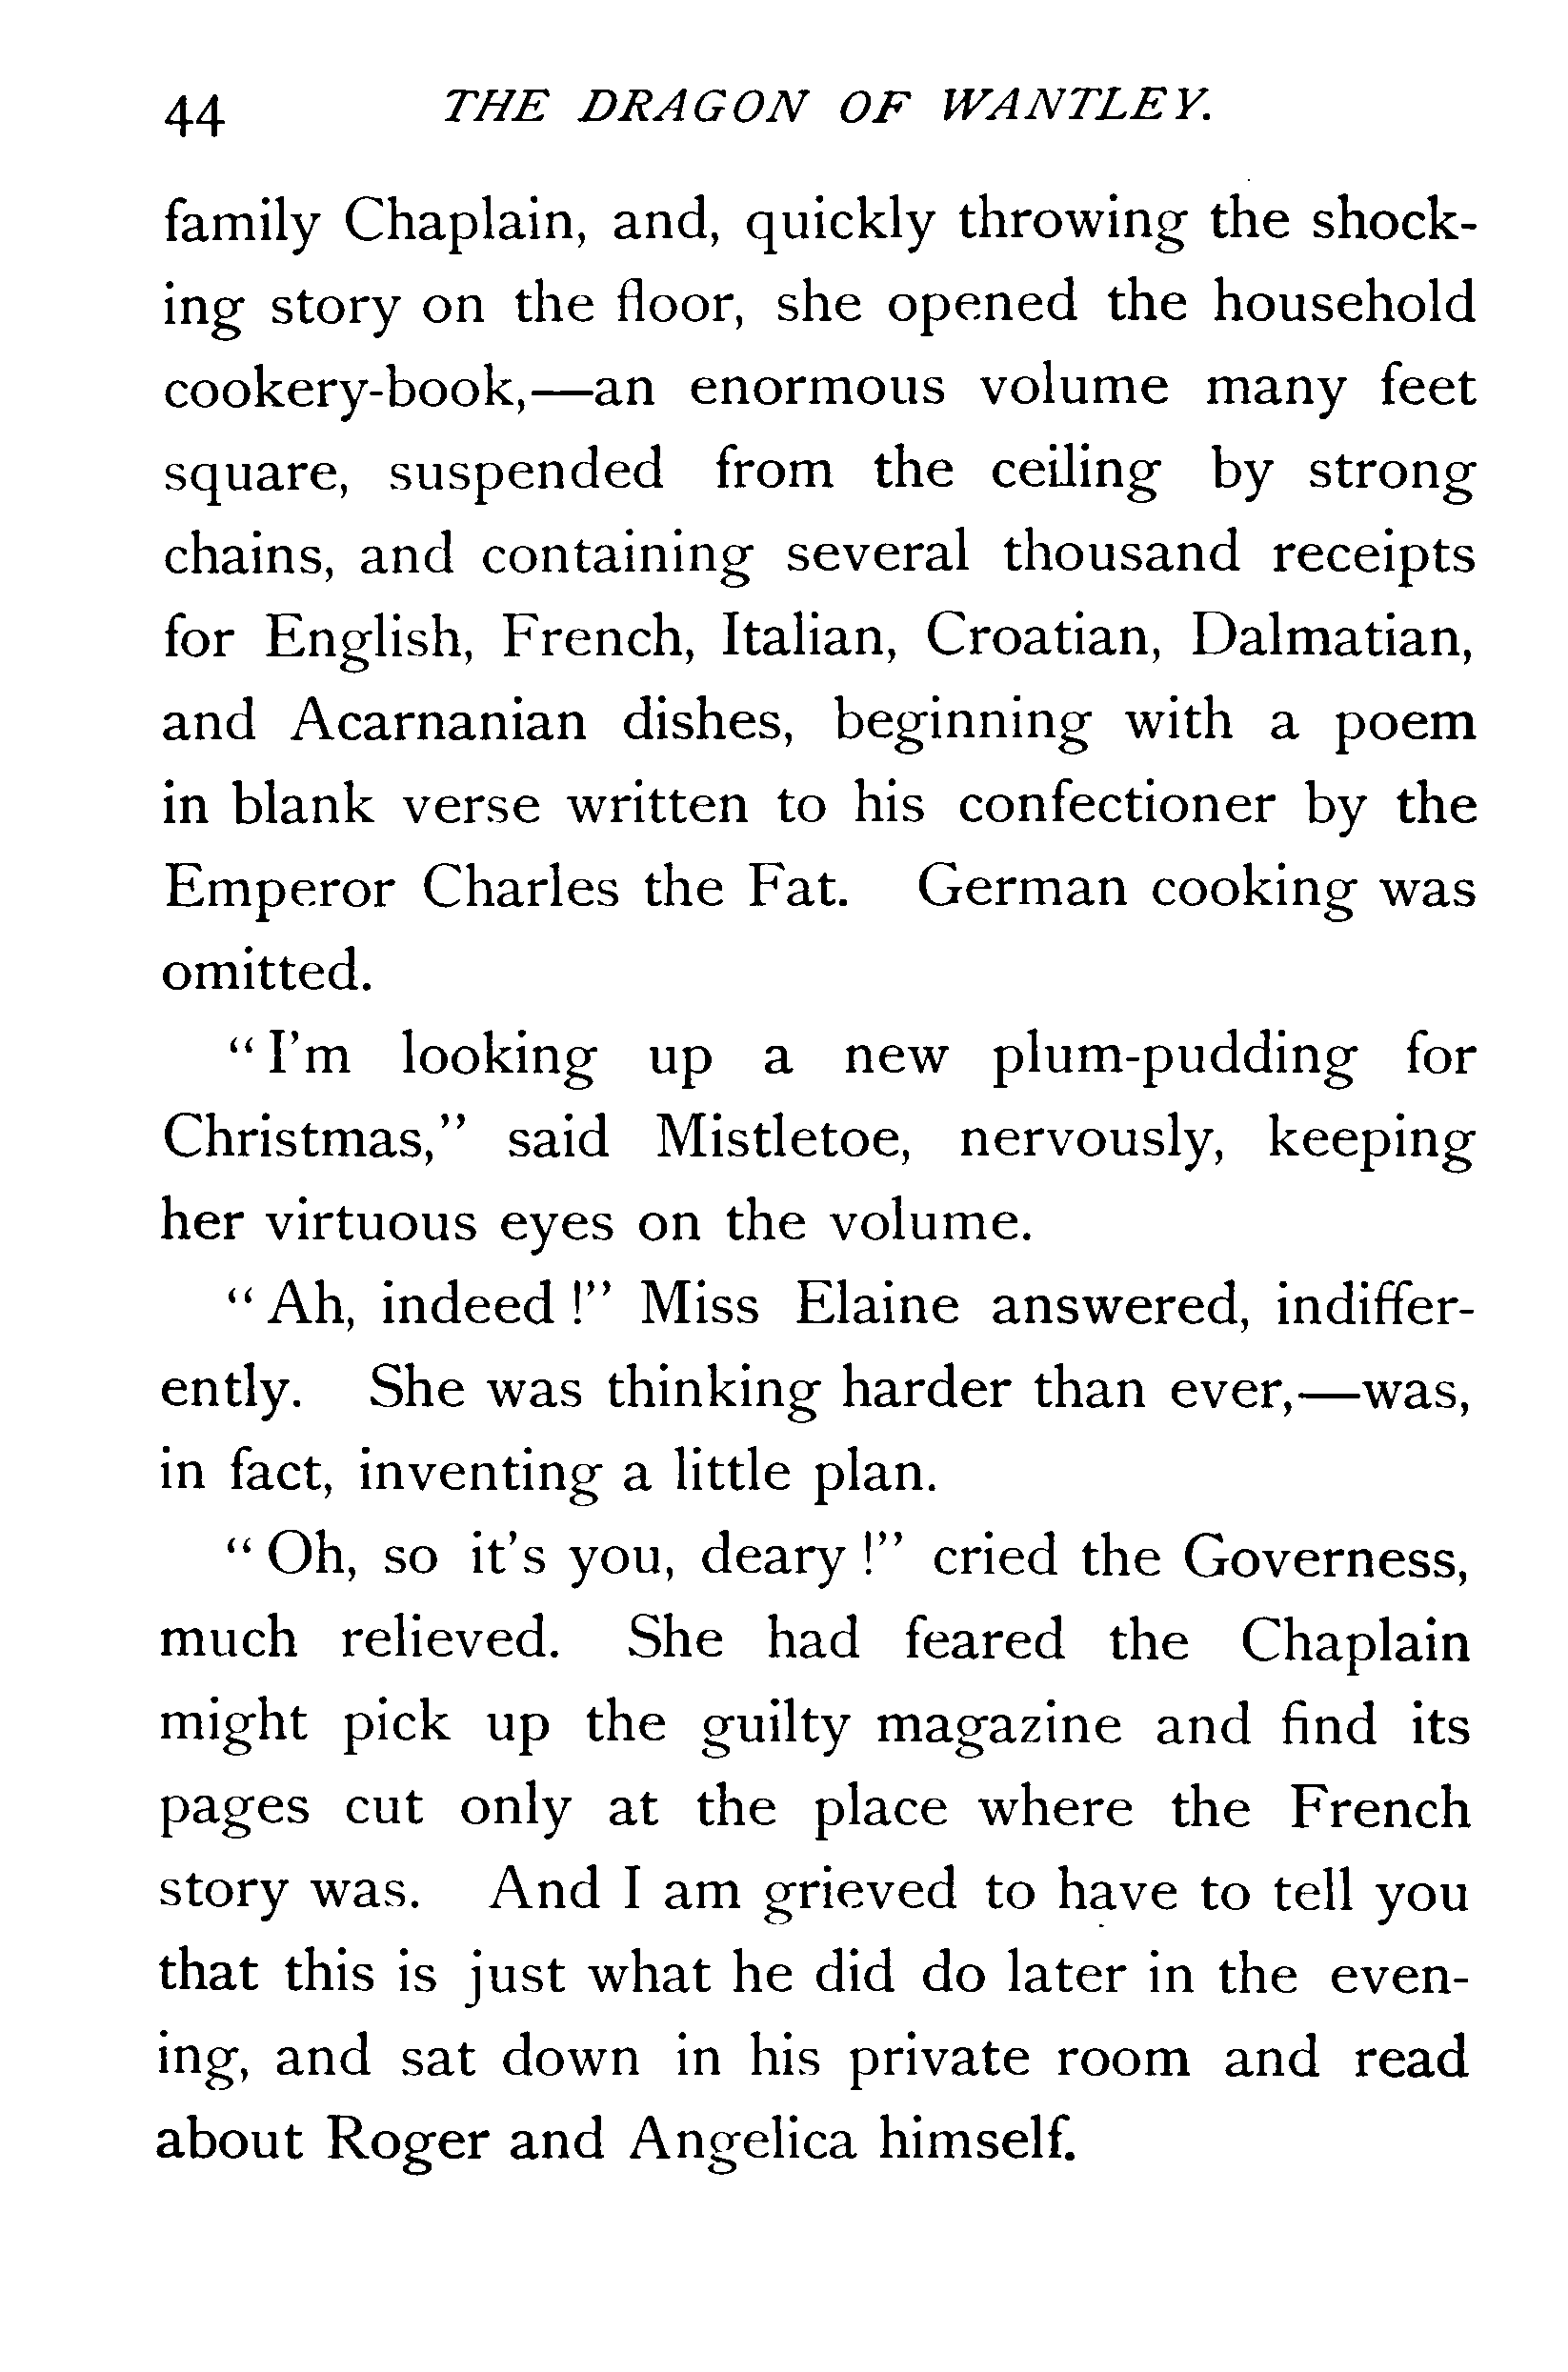 44 THE DRAGON OF WANTLEY.
family Chaplain, and, quickly throwing the shock-
ing story on the floor, she opened the household
cookery-book,—an enormous volume many feet
square, suspended from the ceiling by strong
chains, and containing several thousand receipts
for English, French, Italian, Croatian, Dalmatian,
and Acarnanian dishes, beginning with a poem
in blank verse written to his confectioner by the
Emperor Charles the Fat. German cooking was
omitted.
“I’m looking up a new plum-pudding for
Christmas,” said Mistletoe, nervously, keeping
her virtuous eyes on the volume.
“Ah, indeed!” Miss Elaine answered, indiffer-
ently. She was thinking harder than ever,—was,
in fact, inventing a little plan.
“Oh, so it’s you, deary!” cried the Governess,
much relieved. She had feared the Chaplain
might pick up the guilty magazine and find its
pages cut only at the place where the French
story was. And I am grieved to have to tell you
that this is just what he did do later in the even-
ing, and sat down in his private room and read
about Roger and Angelica himself.